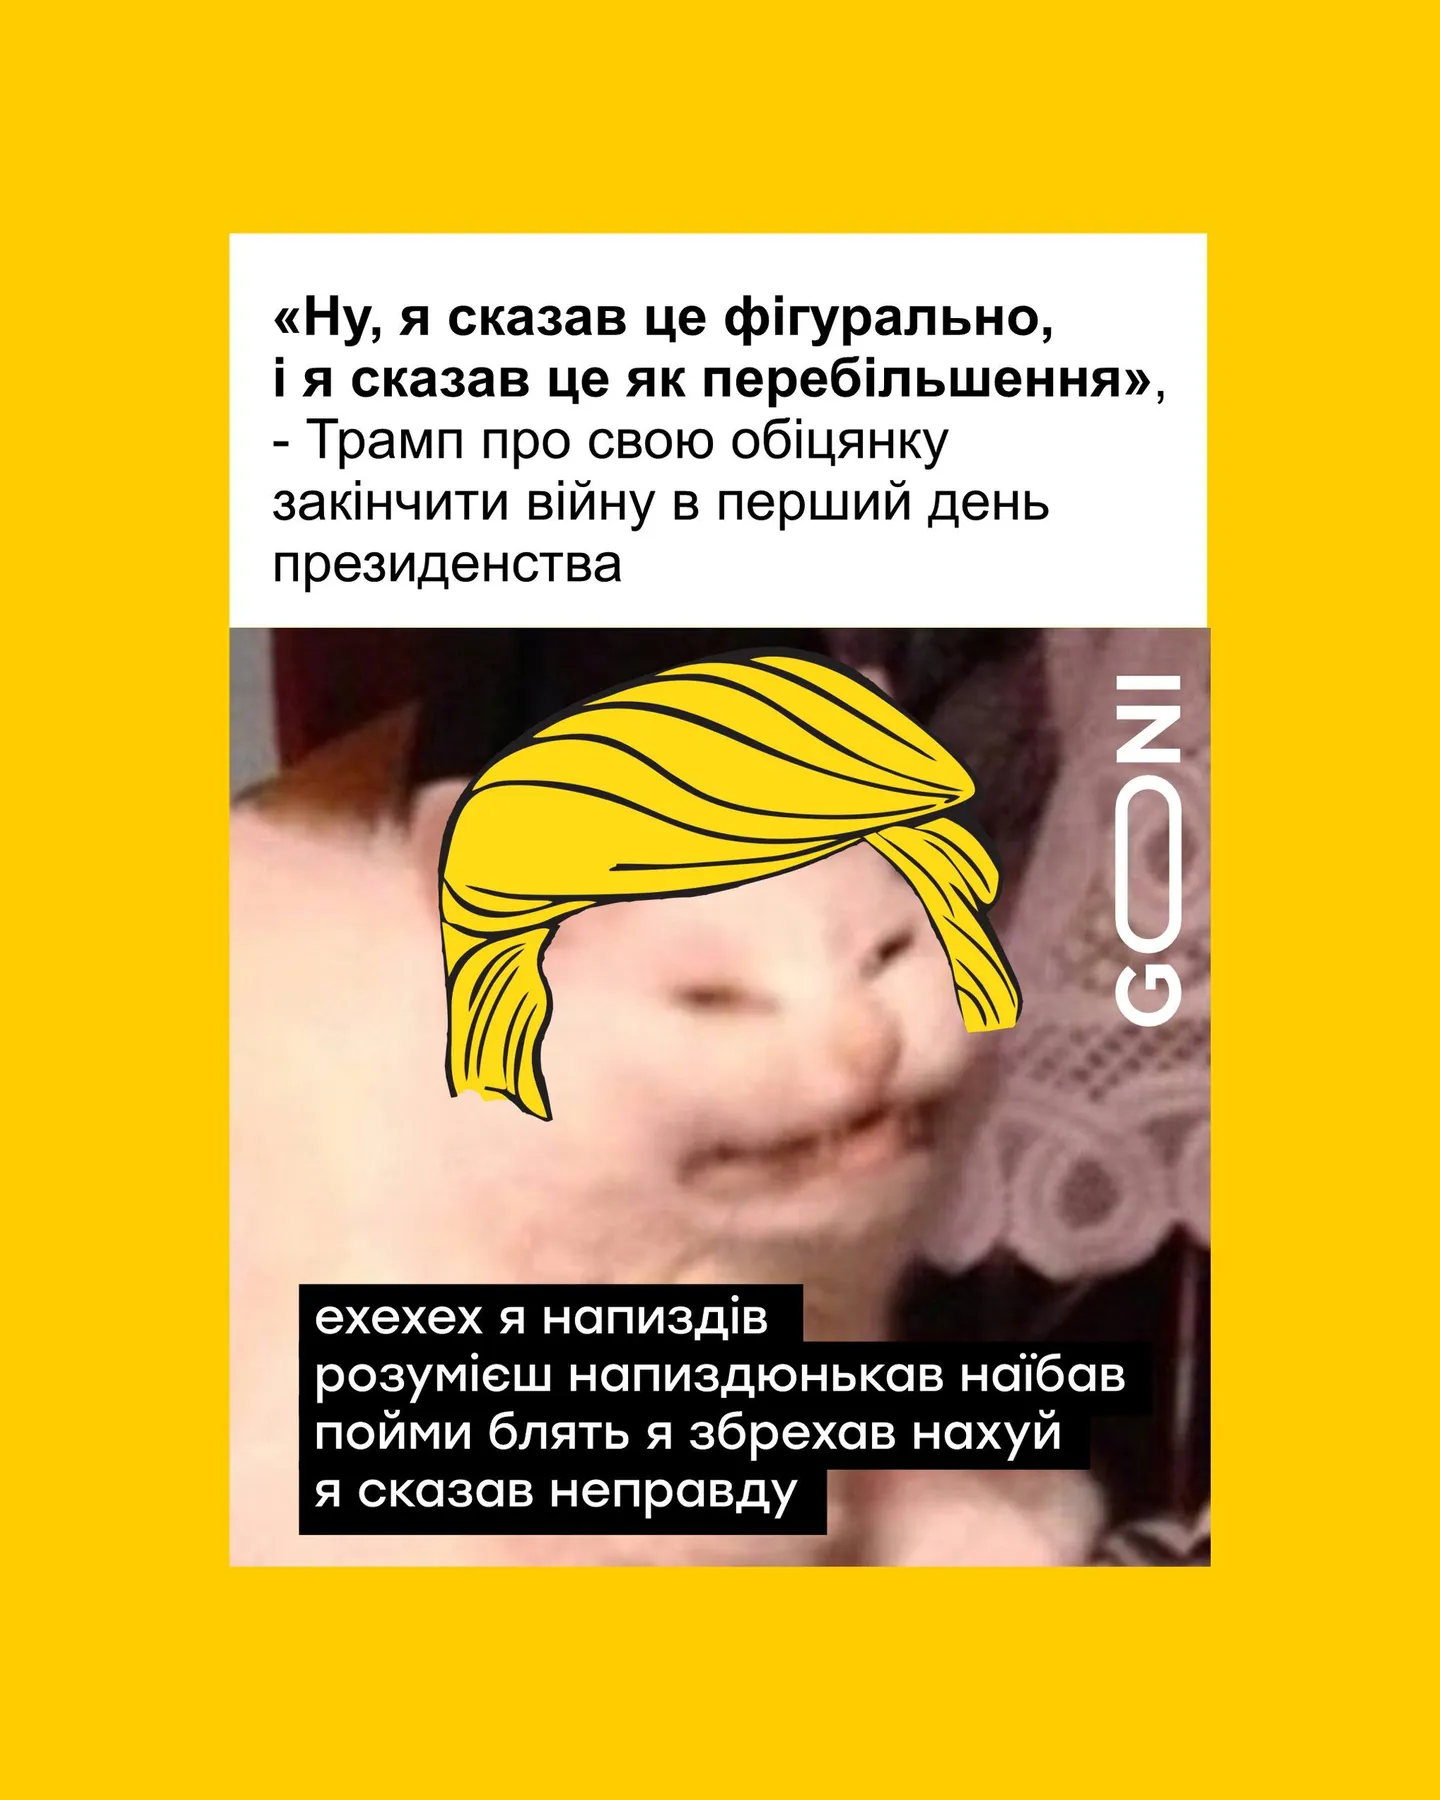 «Ну, я сказав це фігурально,
і я сказав це як перебільшення»,
- Трамп про свою обіцянку
закінчити війну в перший день
президенства
GONI
ехехех я напиздів
розумієш напиздюнькав наїбав
пойми блять я збрехав нахуй
я сказав неправду